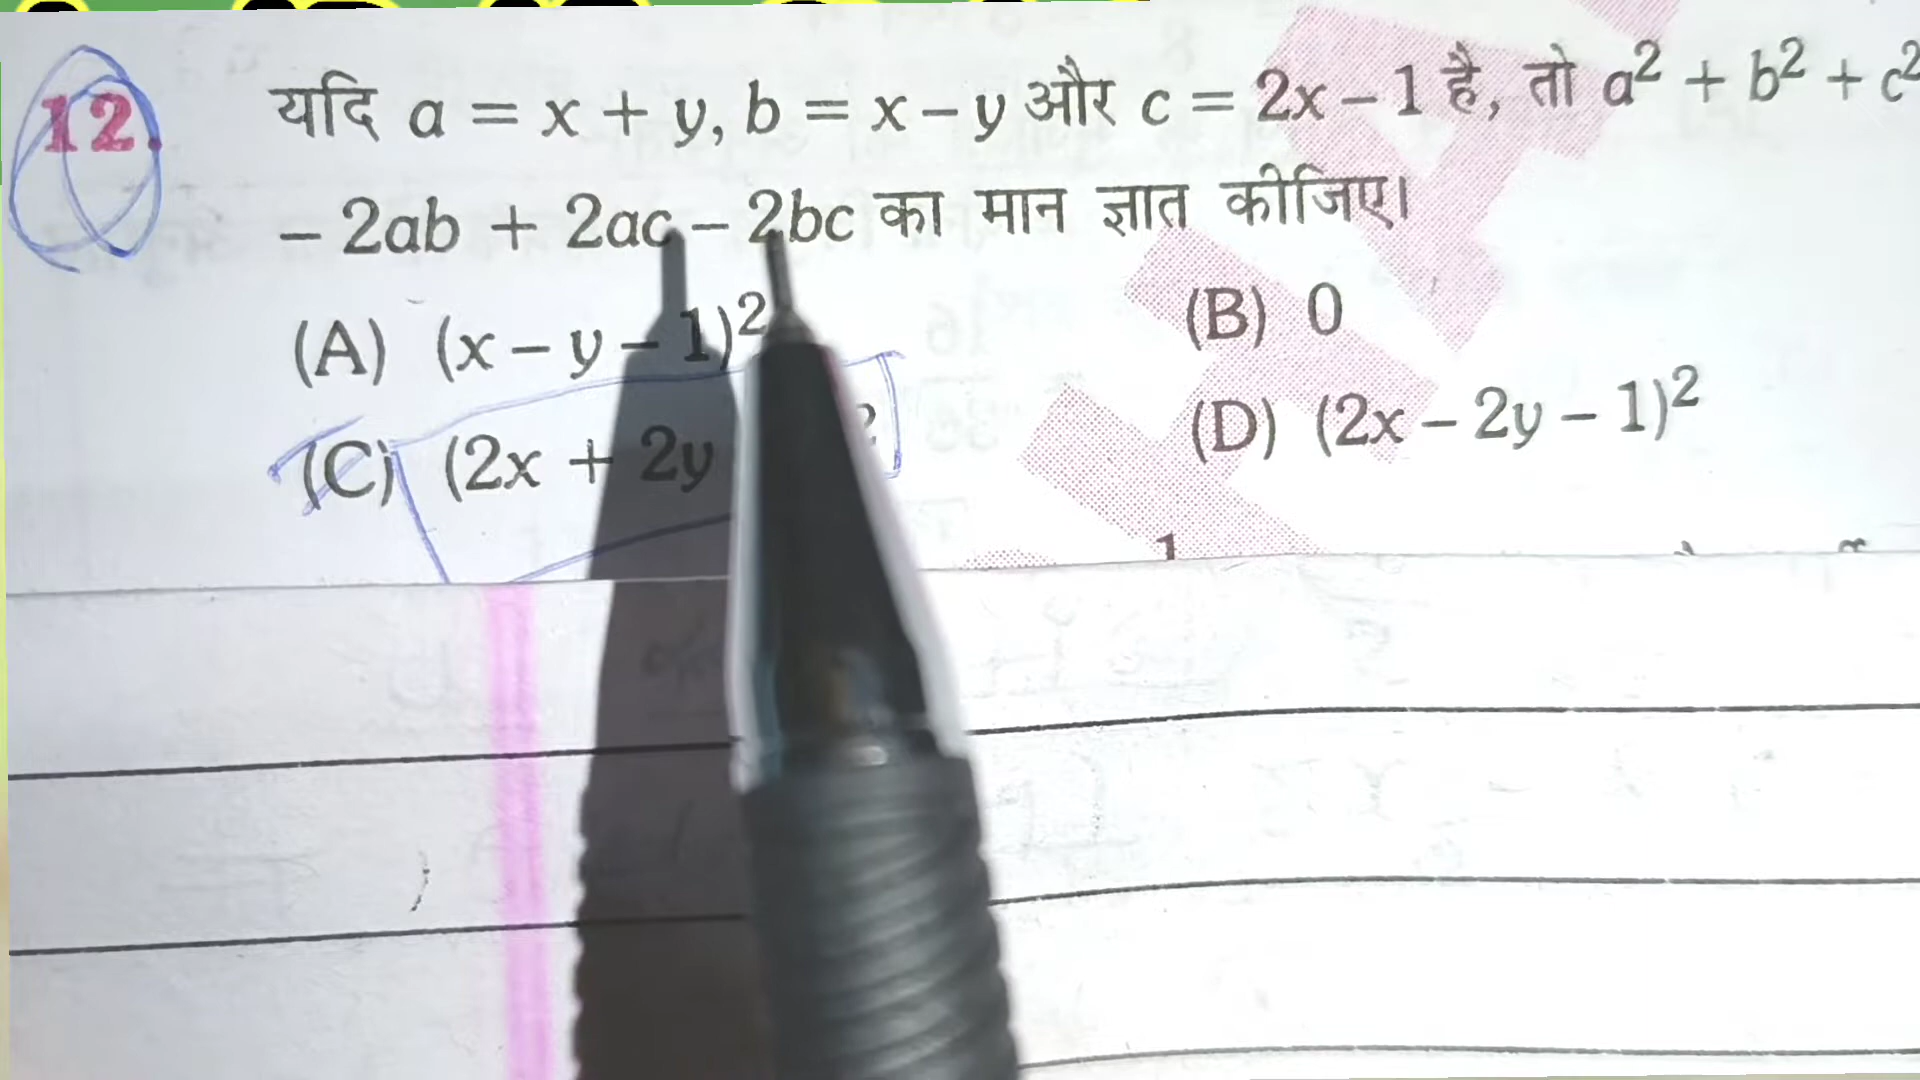 12. यदि a = x + y, b = x – y और c = 2x – 1 है, तो a² + b² + c²
– 2ab + 2ac – 2bc का मान ज्ञात कीजिए।
(A) (x – y – 1)² (B) 0
(C) (2x + 2y (D) (2x – 2y – 1)²